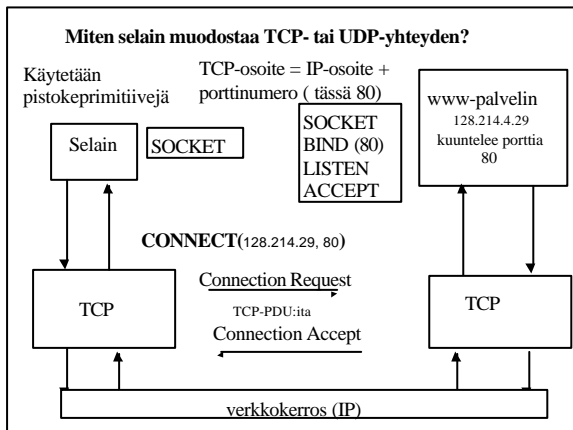 Miten selain muodostaa TCP- tai UDP-yhteyden?
Käytetään
pistokeprimitiivejä
TCP-osoite = IP-osoite +
porttinumero ( tässä 80)
www-palvelin
128.214.4.29
kuuntelee porttia
80
Selain
SOCKET
SOCKET
BIND (80)
LISTEN
ACCEPT
CONNECT(128.214.29, 80)
Connection Request
TCP
TCP-PDU:ita
TCP
Connection Accept
verkkokerros (IP)